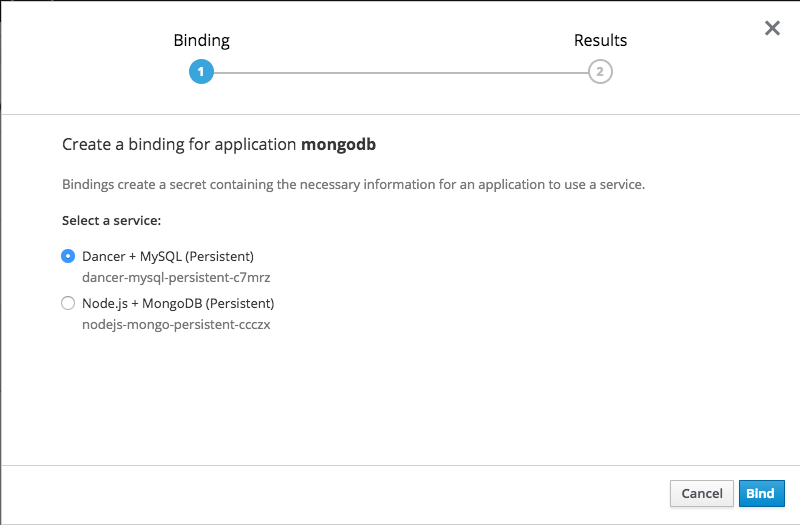 Binding
Results
1
2
Create a binding for application mongodb
Bindings create a secret containing the necessary information for an application to use a service.
Select a service:
Dancer + MySQL (Persistent)
dancer-mysql-persistent-c7mrz
Node.js + MongoDB (Persistent)
nodejs-mongo-persistent-ccczx
Cancel
Bind